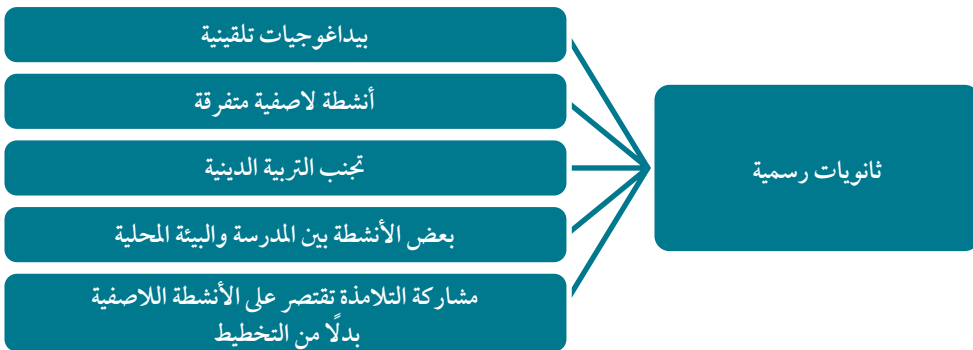 ثانويات رسمية
بيداغوجيات تلقينية
أنشطة لاصفية متفرقة
تجنب التربية الدينية
بعض الأنشطة بين المدرسة والبيئة المحلية
مشاركة التلامذة تقتصر على الأنشطة اللاصفية
بدلًا من التخطيط